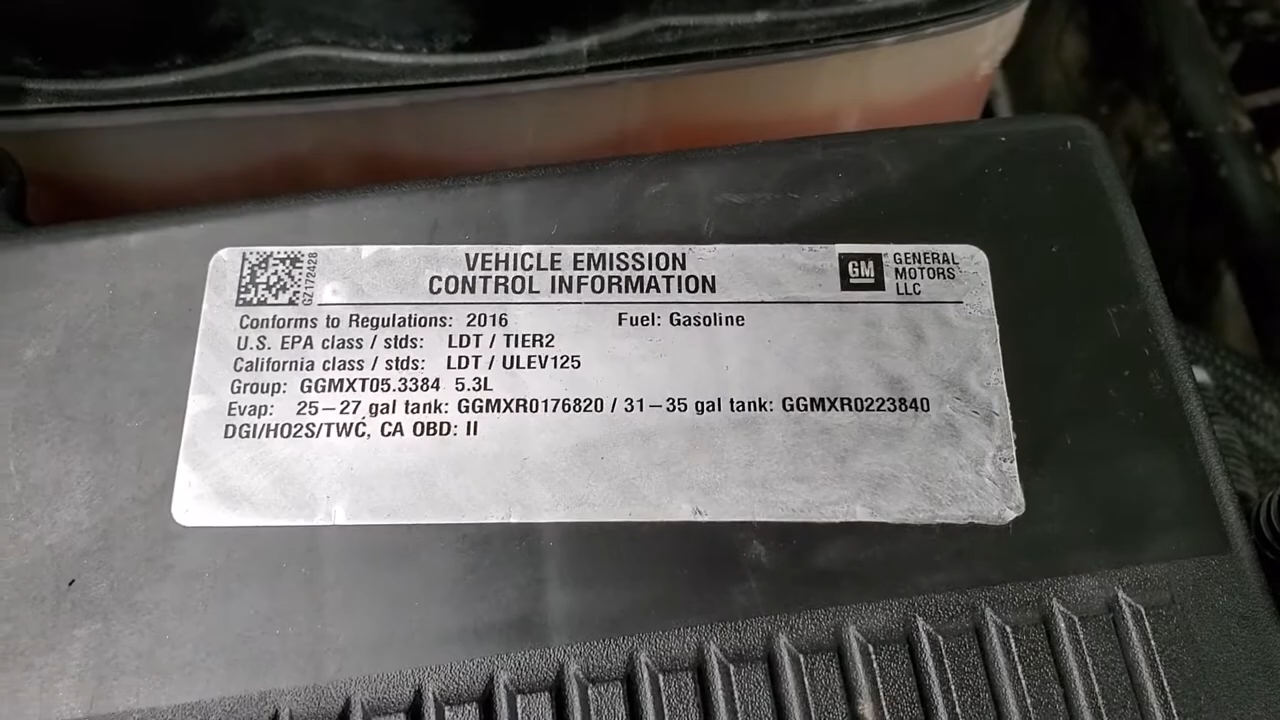 VEHICLE EMISSION
CONTROL INFORMATION
GZ172428
GM
GENERAL
MOTORS
LLC
Conforms to Regulations: 2016 Fuel: Gasoline
U.S. EPA class / stds: LDT / TIER2
California class / stds: LDT / ULEV125
Group: GGMXT05.3384 5.3L
Evap: 25–27 gal tank: GGMXR0176820 / 31–35 gal tank: GGMXR0223840
DGI/HO2S/TWC, CA OBD: II